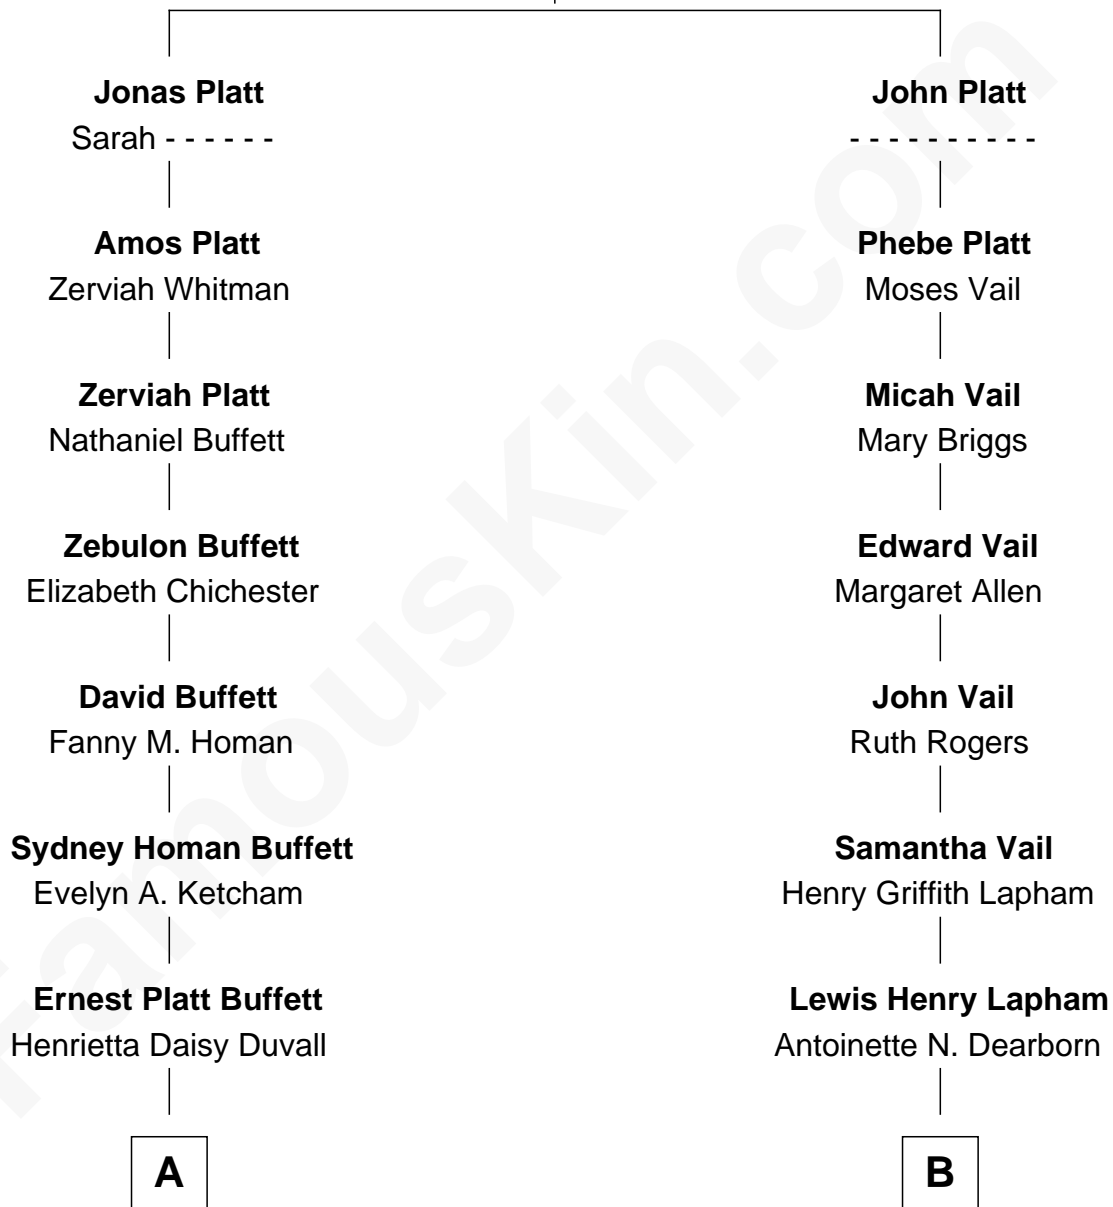 Jonas Platt
Sarah - - - - - -
John Platt
- - - - - - - - - -
Amos Platt
Zerviah Whitman
Phebe Platt
Moses Vail
Zerviah Platt
Nathaniel Buffett
Micah Vail
Mary Briggs
Zebulon Buffett
Elizabeth Chichester
Edward Vail
Margaret Allen
David Buffett
Fanny M. Homan
John Vail
Ruth Rogers
Sydney Homan Buffett
Evelyn A. Ketcham
Samantha Vail
Henry Griffith Lapham
Ernest Platt Buffett
Henrietta Daisy Duvall
Lewis Henry Lapham
Antoinette N. Dearborn
A
B
FamousKin.com